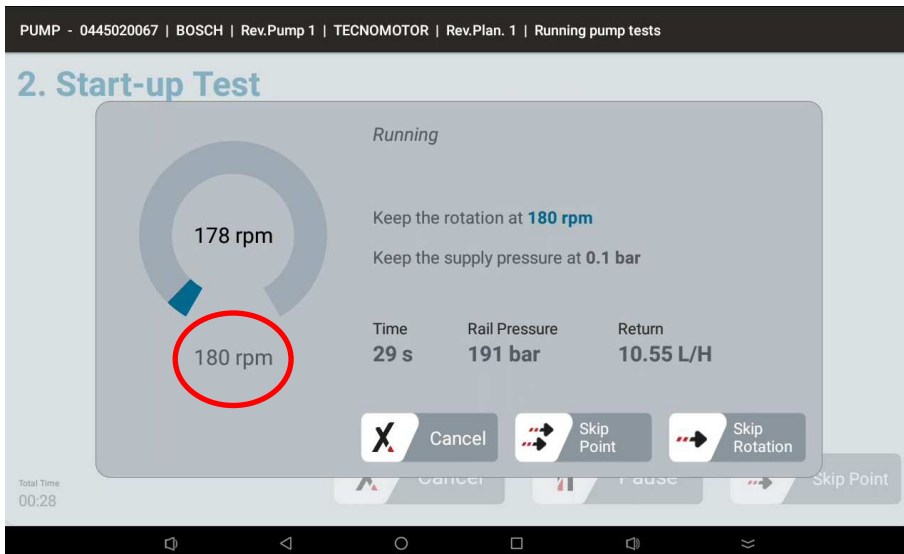 PUMP - 0445020067 | BOSCH | Rev.Pump 1 | TECNOMOTOR | Rev.Plan. 1 | Running pump tests
2. Start-up Test
Running
178 rpm
Keep the rotation at 180 rpm
Keep the supply pressure at 0.1 bar
180 rpm
Time
29 s
Rail Pressure
191 bar
Return
10.55 L/H
Cancel
Skip
Point
Skip
Rotation
Total Time
00:28
Cancel
Pause
Skip Point